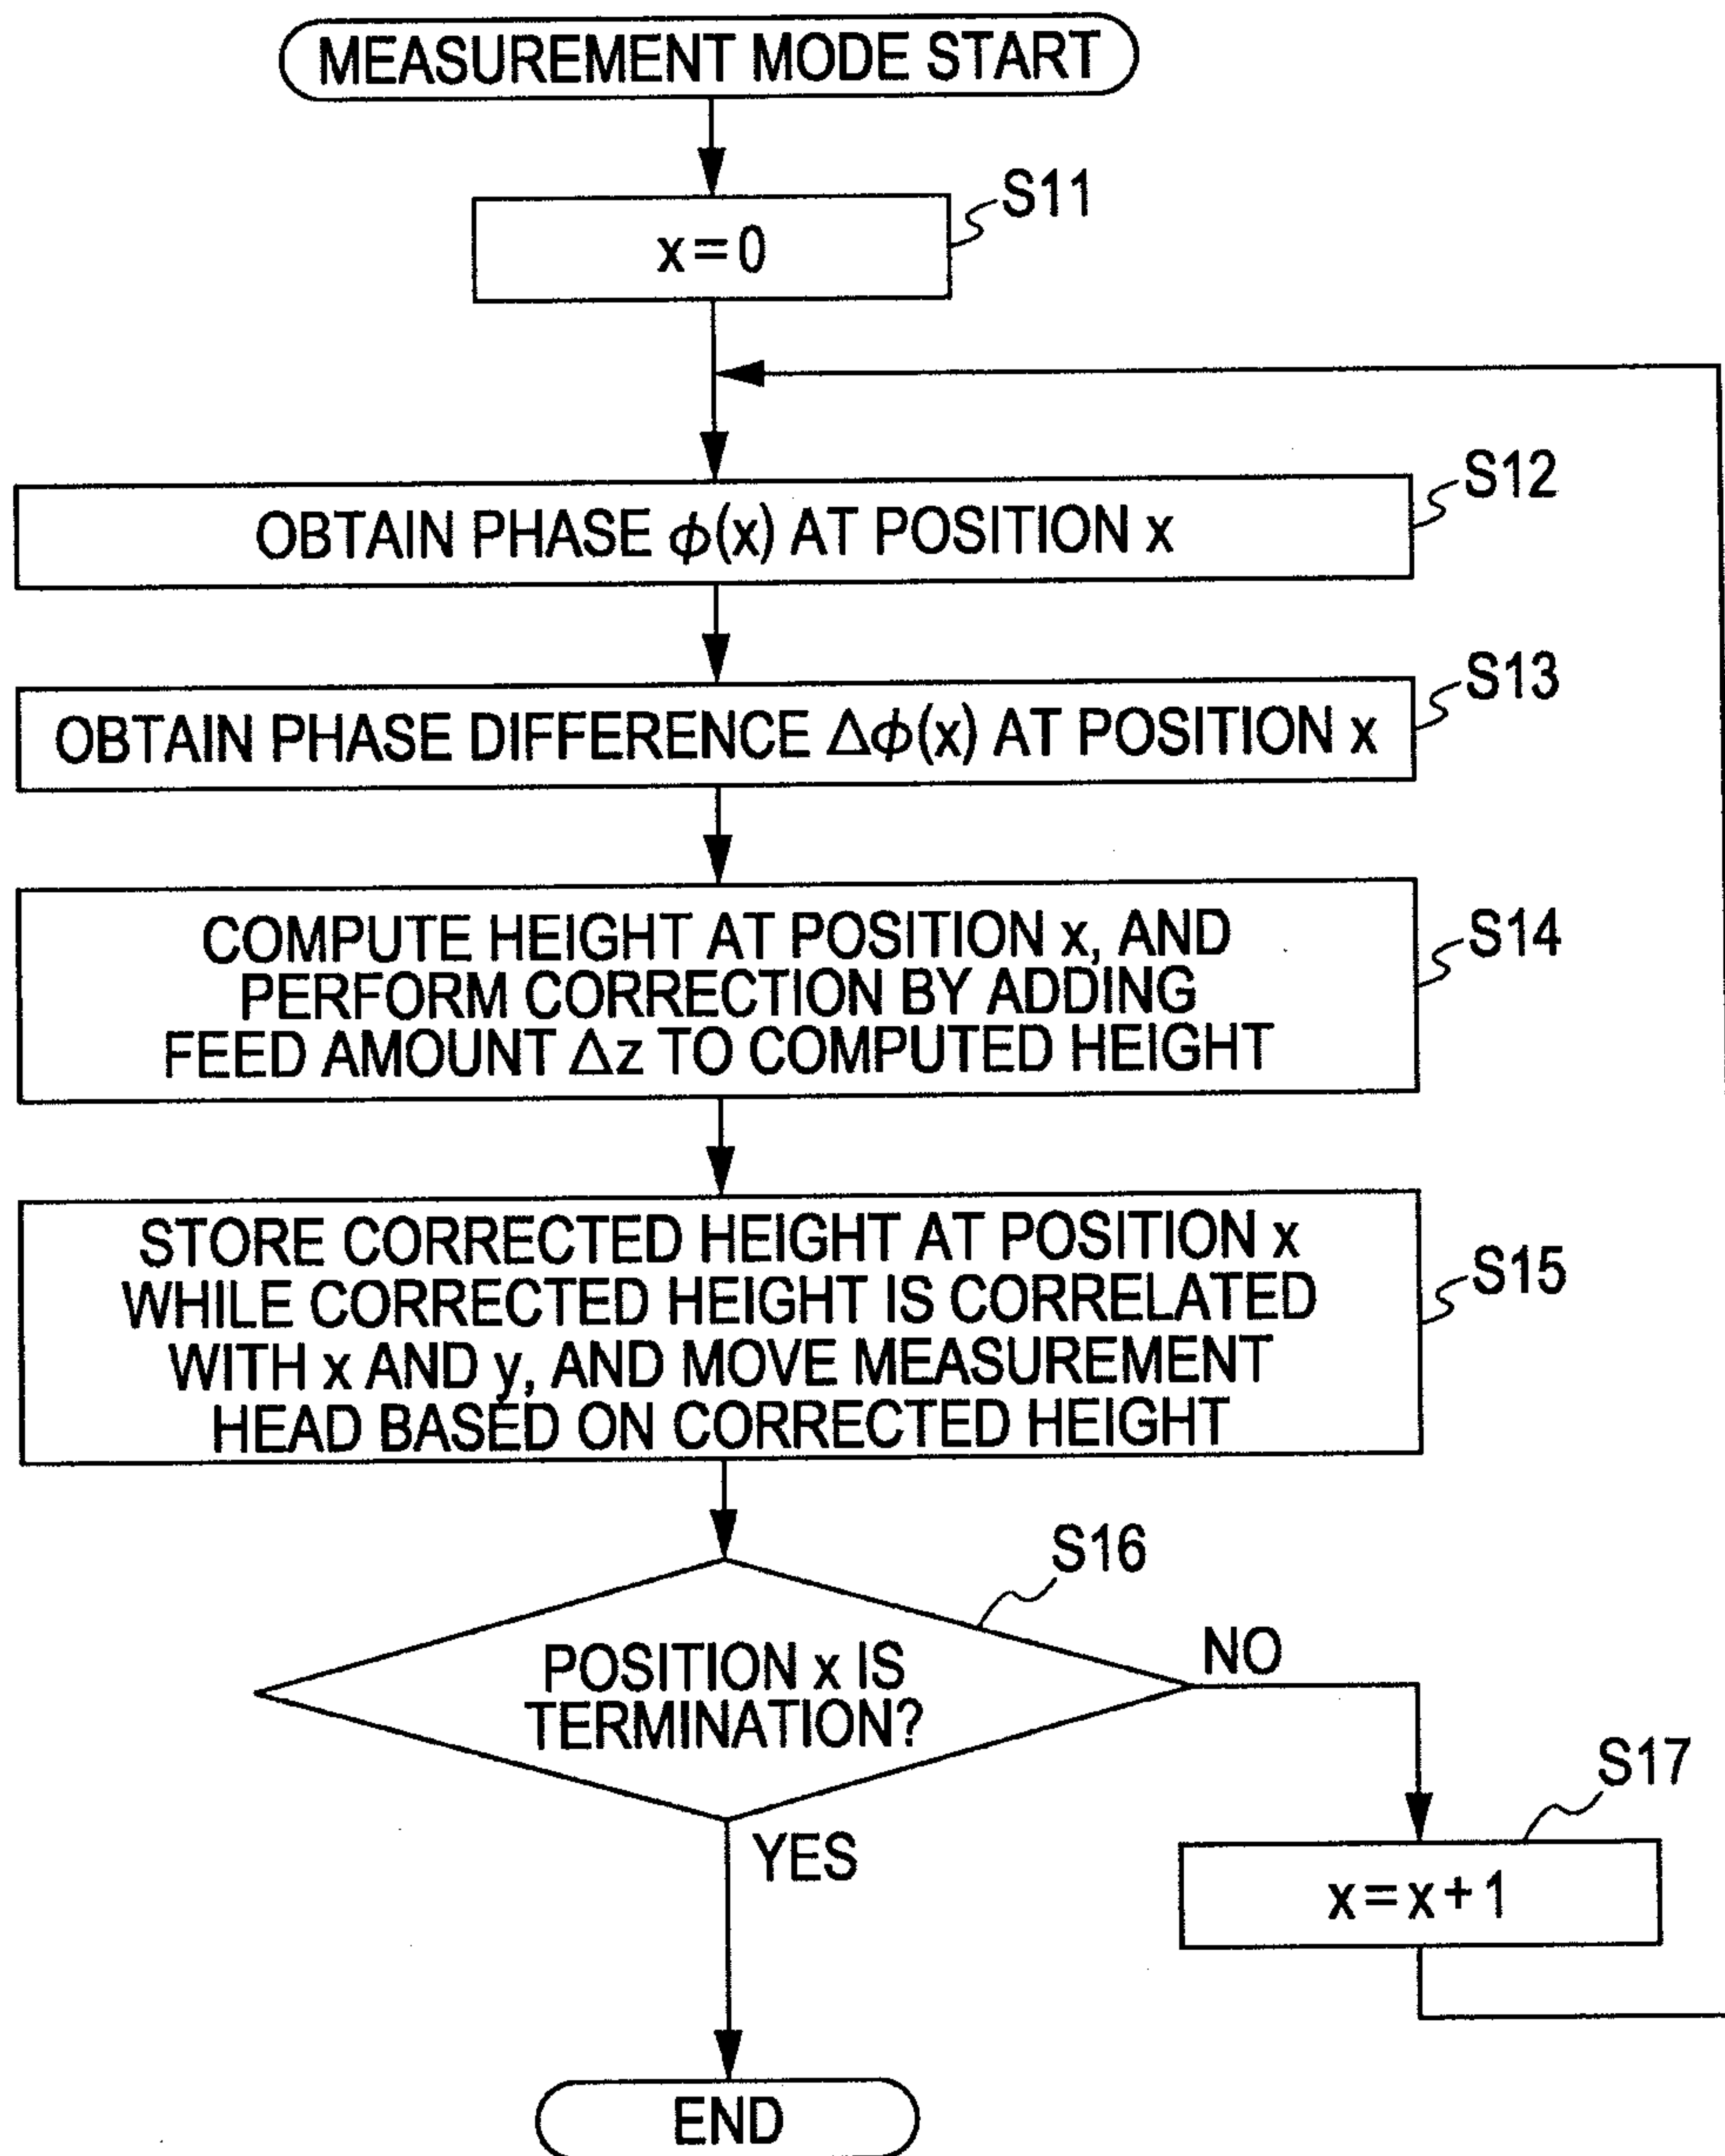 MEASUREMENT MODE START
S11
x=0
S12
OBTAIN PHASE ϕ(x) AT POSITION x
S13
OBTAIN PHASE DIFFERENCE Δϕ(x) AT POSITION x
S14
COMPUTE HEIGHT AT POSITION x, AND
PERFORM CORRECTION BY ADDING
FEED AMOUNT Δz TO COMPUTED HEIGHT
S15
STORE CORRECTED HEIGHT AT POSITION x
WHILE CORRECTED HEIGHT IS CORRELATED
WITH x AND y, AND MOVE MEASUREMENT
HEAD BASED ON CORRECTED HEIGHT
S16
POSITION x IS
TERMINATION?
NO
S17
x=x+1
YES
END